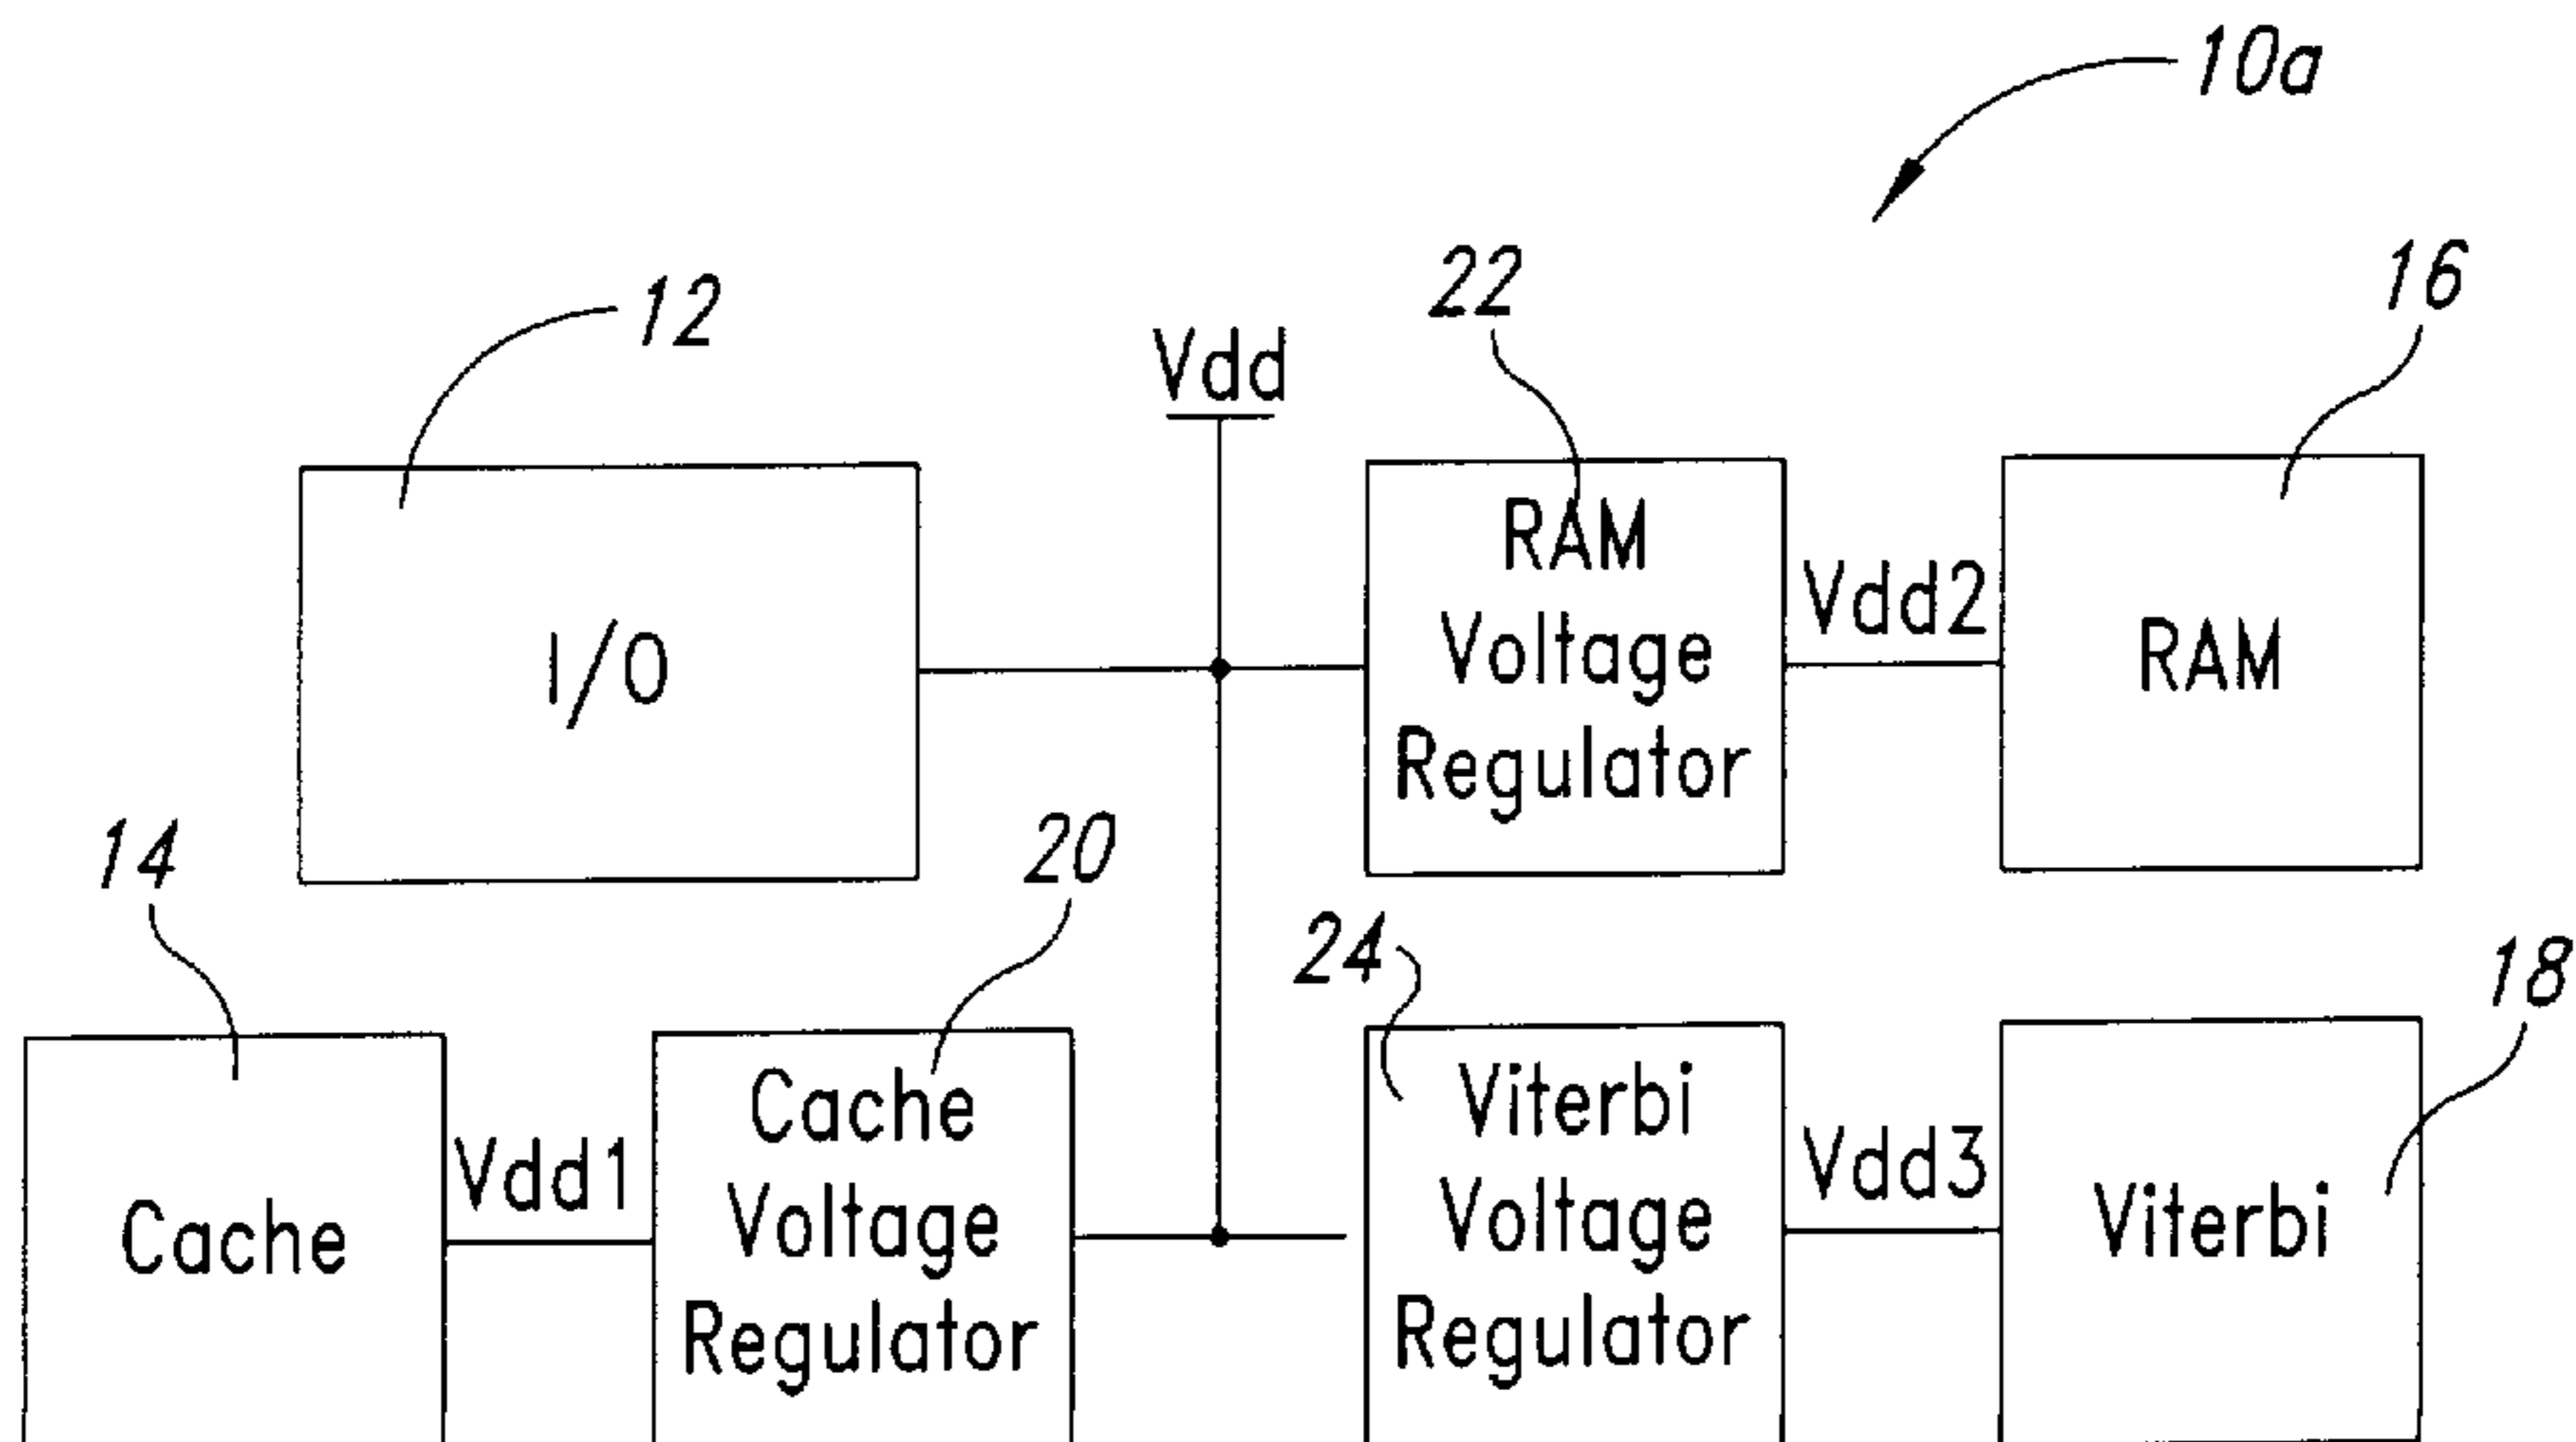 10a
12
22
16
Vdd
RAM
Voltage
Regulator
Vdd2
RAM
I/O
14
20
24
18
Cache
Vdd1
Cache
Voltage
Regulator
Viterbi
Voltage
Regulator
Vdd3
Viterbi